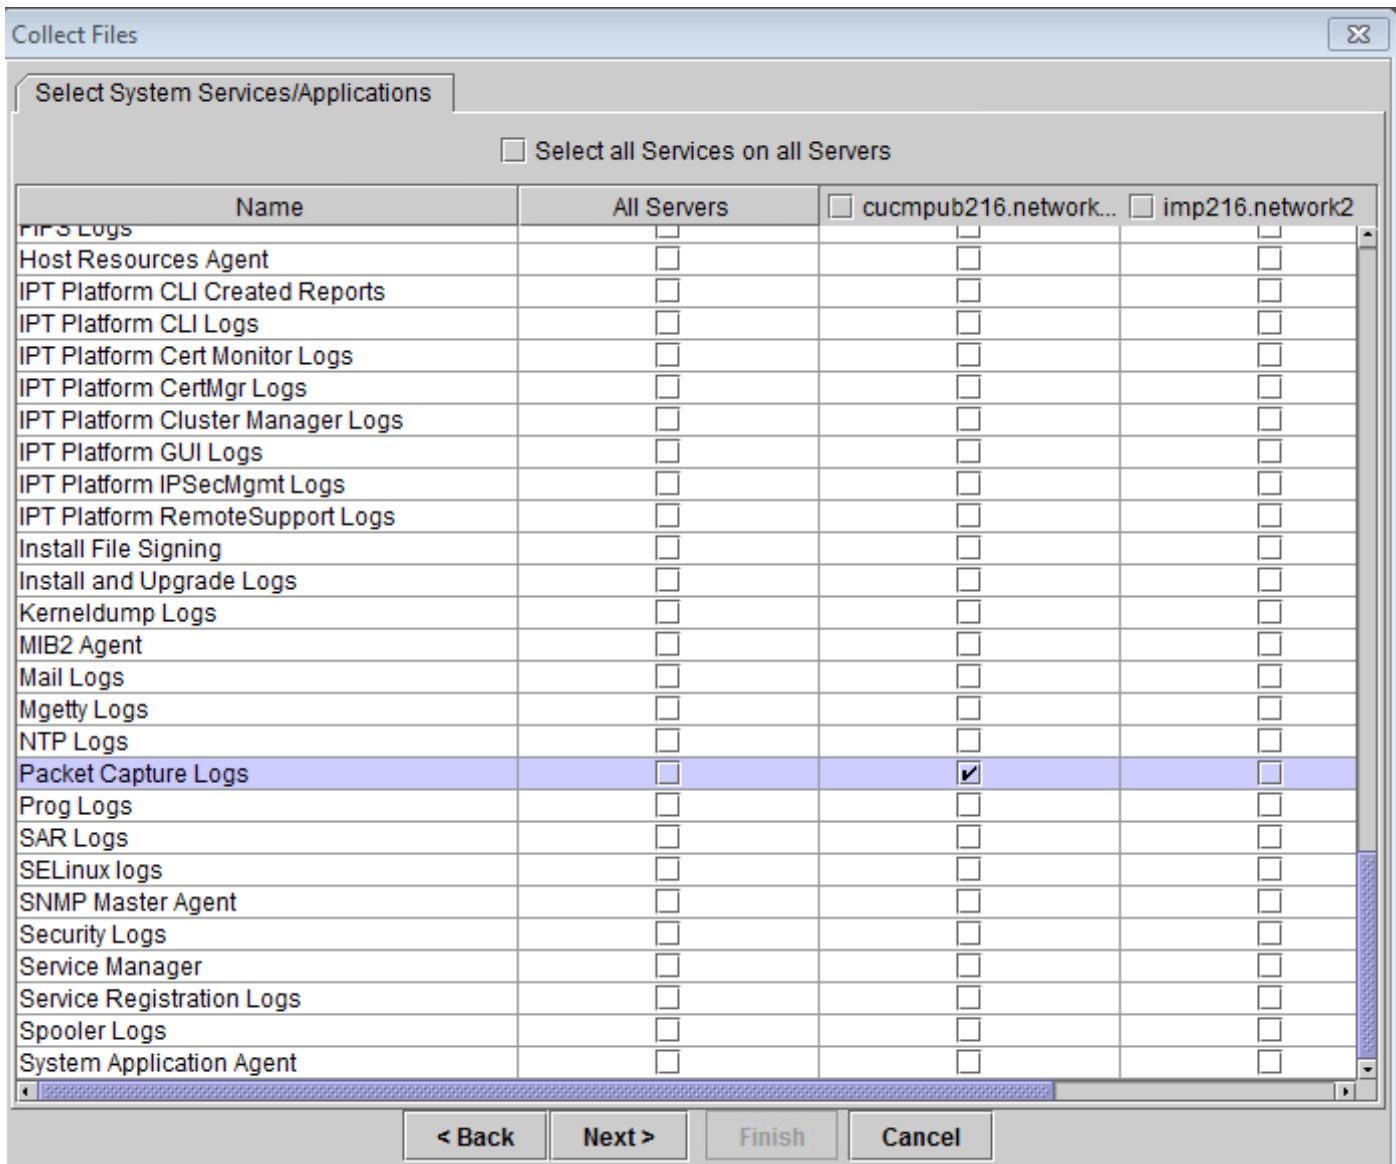 Collect Files
Select System Services/Applications
Select all Services on all Servers
Name All Servers cucmpub216.network... imp216.network2
FIPS Logs
Host Resources Agent
IPT Platform CLI Created Reports
IPT Platform CLI Logs
IPT Platform Cert Monitor Logs
IPT Platform CertMgr Logs
IPT Platform Cluster Manager Logs
IPT Platform GUI Logs
IPT Platform IPSecMgmt Logs
IPT Platform RemoteSupport Logs
Install File Signing
Install and Upgrade Logs
Kerneldump Logs
MIB2 Agent
Mail Logs
Mgetty Logs
NTP Logs
Packet Capture Logs
Prog Logs
SAR Logs
SELinux logs
SNMP Master Agent
Security Logs
Service Manager
Service Registration Logs
Spooler Logs
System Application Agent
< Back Next > Finish Cancel